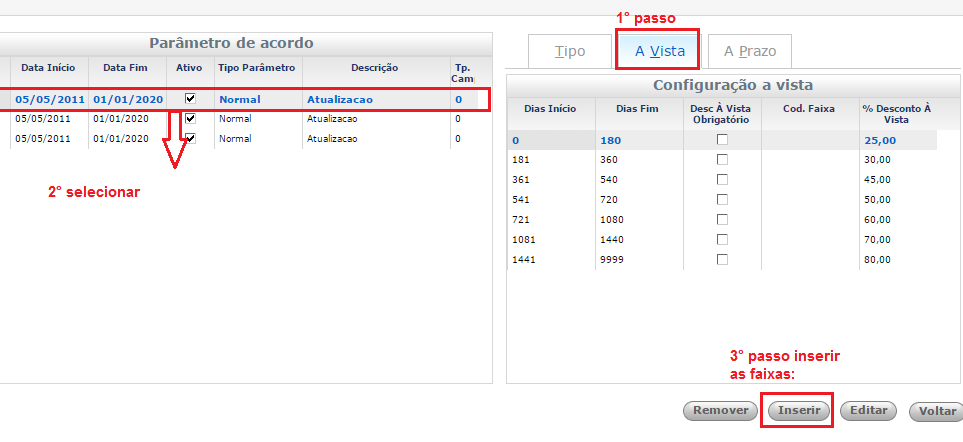 1° passo
Parâmetro de acordo
Tipo
A Vista
A Prazo
Data Início Data Fim Ativo Tipo Parâmetro Descrição Tp.
05/05/2011 01/01/2020 Normal Atualizacao 0
05/05/2011 01/01/2020 Normal Atualizacao 0
05/05/2011 01/01/2020 Normal Atualizacao 0
2° selecionar
Configuração a vista
Dias Início Dias Fim Desc À Vista Cod. Faixa % Desconto À
Obrigatório Vista
0 180 25,00
181 360 30,00
361 540 45,00
541 720 50,00
721 1080 60,00
1081 1440 70,00
1441 9999 80,00
3° passo inserir
as faixas:
Remover Inserir Editar Voltar